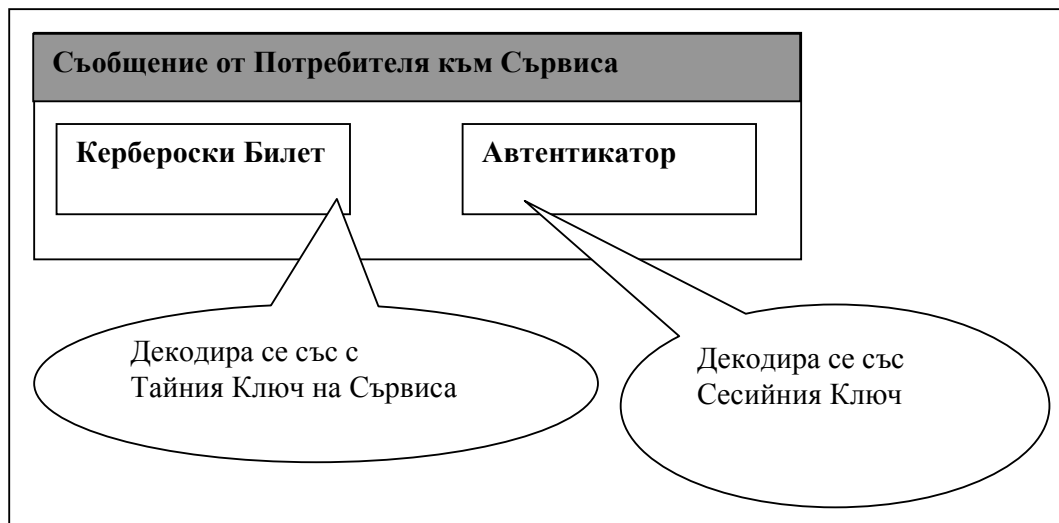 Съобщение от Потребителя към Сървиса
Кербероски Билет
Автентикатор
Декодира се със с
Тайния Ключ на Сървиса
Декодира се със
Сесийния Ключ